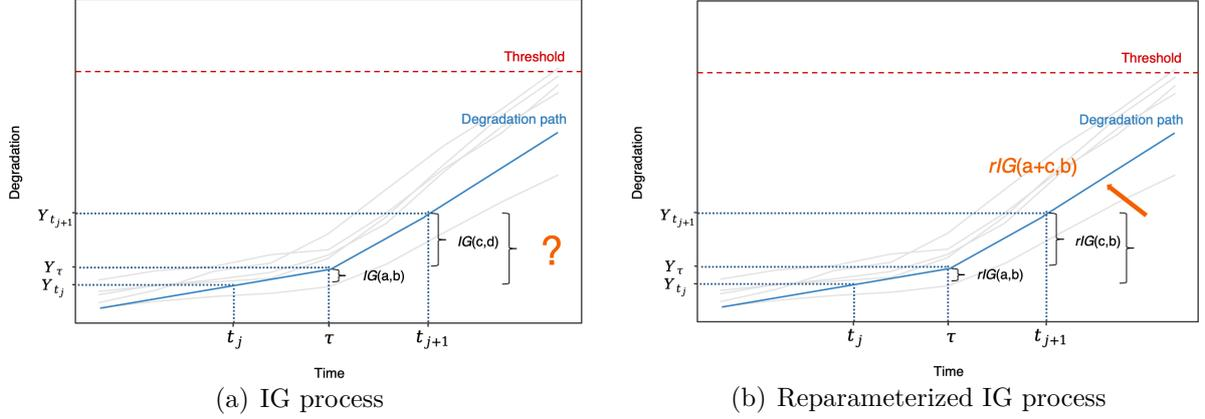 Threshold
Degradation path
Degradation
Y_{t_{j+1}}
IG(c,d)
?
Y_τ
IG(a,b)
Y_{t_j}
t_j
τ
t_{j+1}
Time
(a) IG process
Threshold
Degradation path
rIG(a+c,b)
Degradation
Y_{t_{j+1}}
rIG(c,b)
Y_τ
rIG(a,b)
Y_{t_j}
t_j
τ
t_{j+1}
Time
(b) Reparameterized IG process